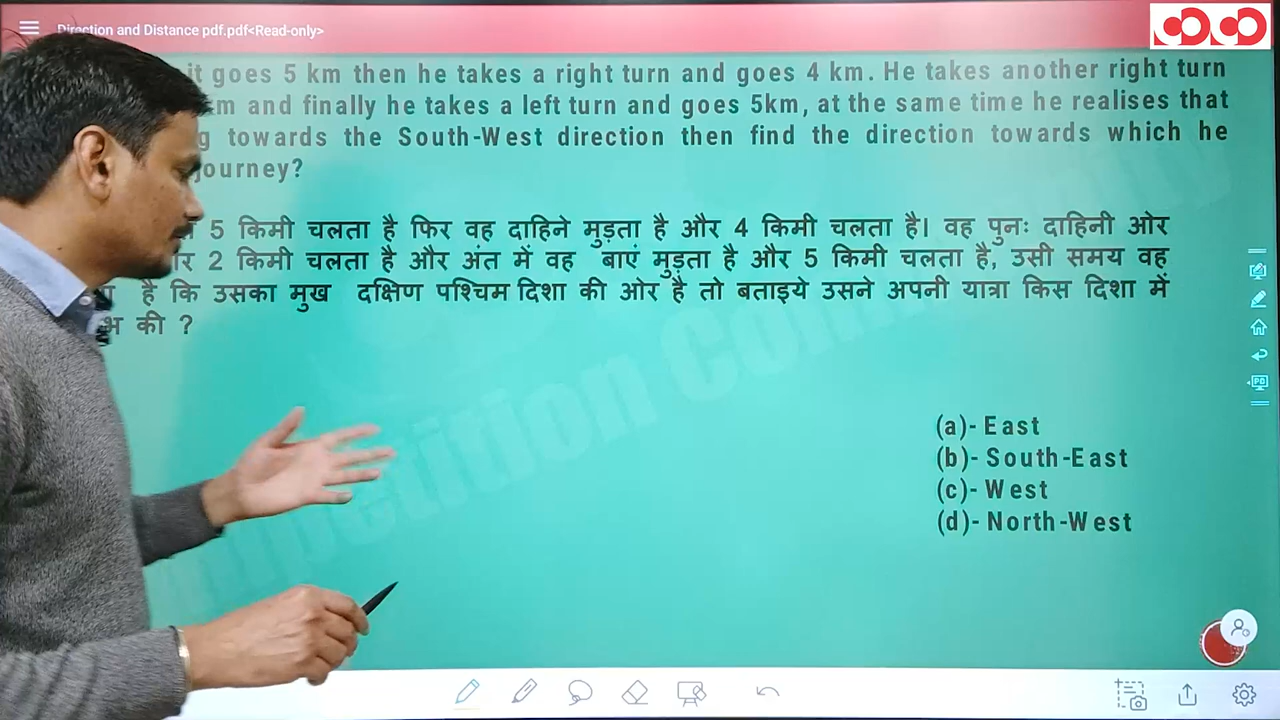 Direction and Distance pdf.pdf<Read-only>
it goes 5 km then he takes a right turn and goes 4 km. He takes another right turn
km and finally he takes a left turn and goes 5km, at the same time he realises that
g towards the South-West direction then find the direction towards which he
journey?
5 किमी चलता है फिर वह दाहिने मुड़ता है और 4 किमी चलता है। वह पुनः दाहिनी ओर
र 2 किमी चलता है और अंत में वह बाएं मुड़ता है और 5 किमी चलता है, उसी समय वह
है कि उसका मुख दक्षिण पश्चिम दिशा की ओर है तो बताइये उसने अपनी यात्रा किस दिशा में
भ की ?
(a)- East
(b)- South-East
(c)- West
(d)- North-West